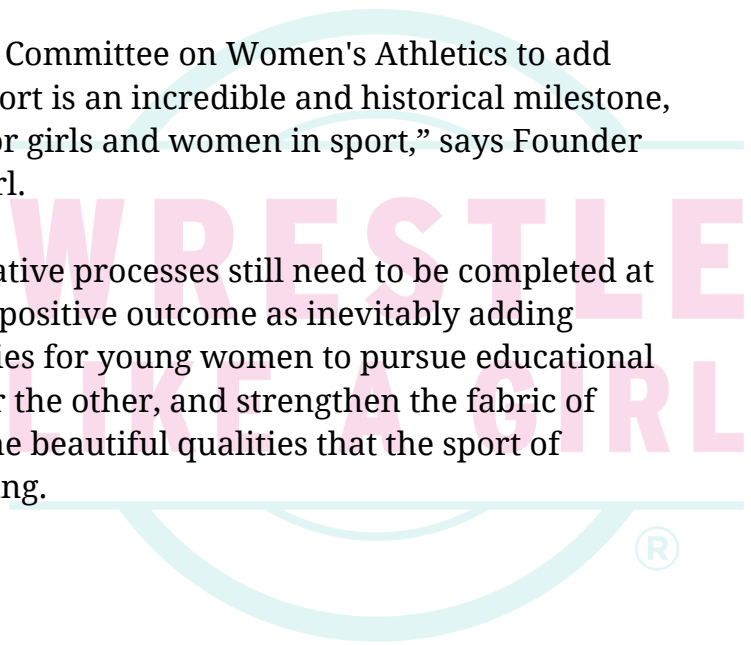 Committee on Women's Athletics to add
ort is an incredible and historical milestone,
or girls and women in sport,” says Founder
rl.
WRESTLE
ative processes still need to be completed at
positive outcome as inevitably adding
ies for young women to pursue educational
LIKE A GIRL
r the other, and strengthen the fabric of
he beautiful qualities that the sport of
ng.
®